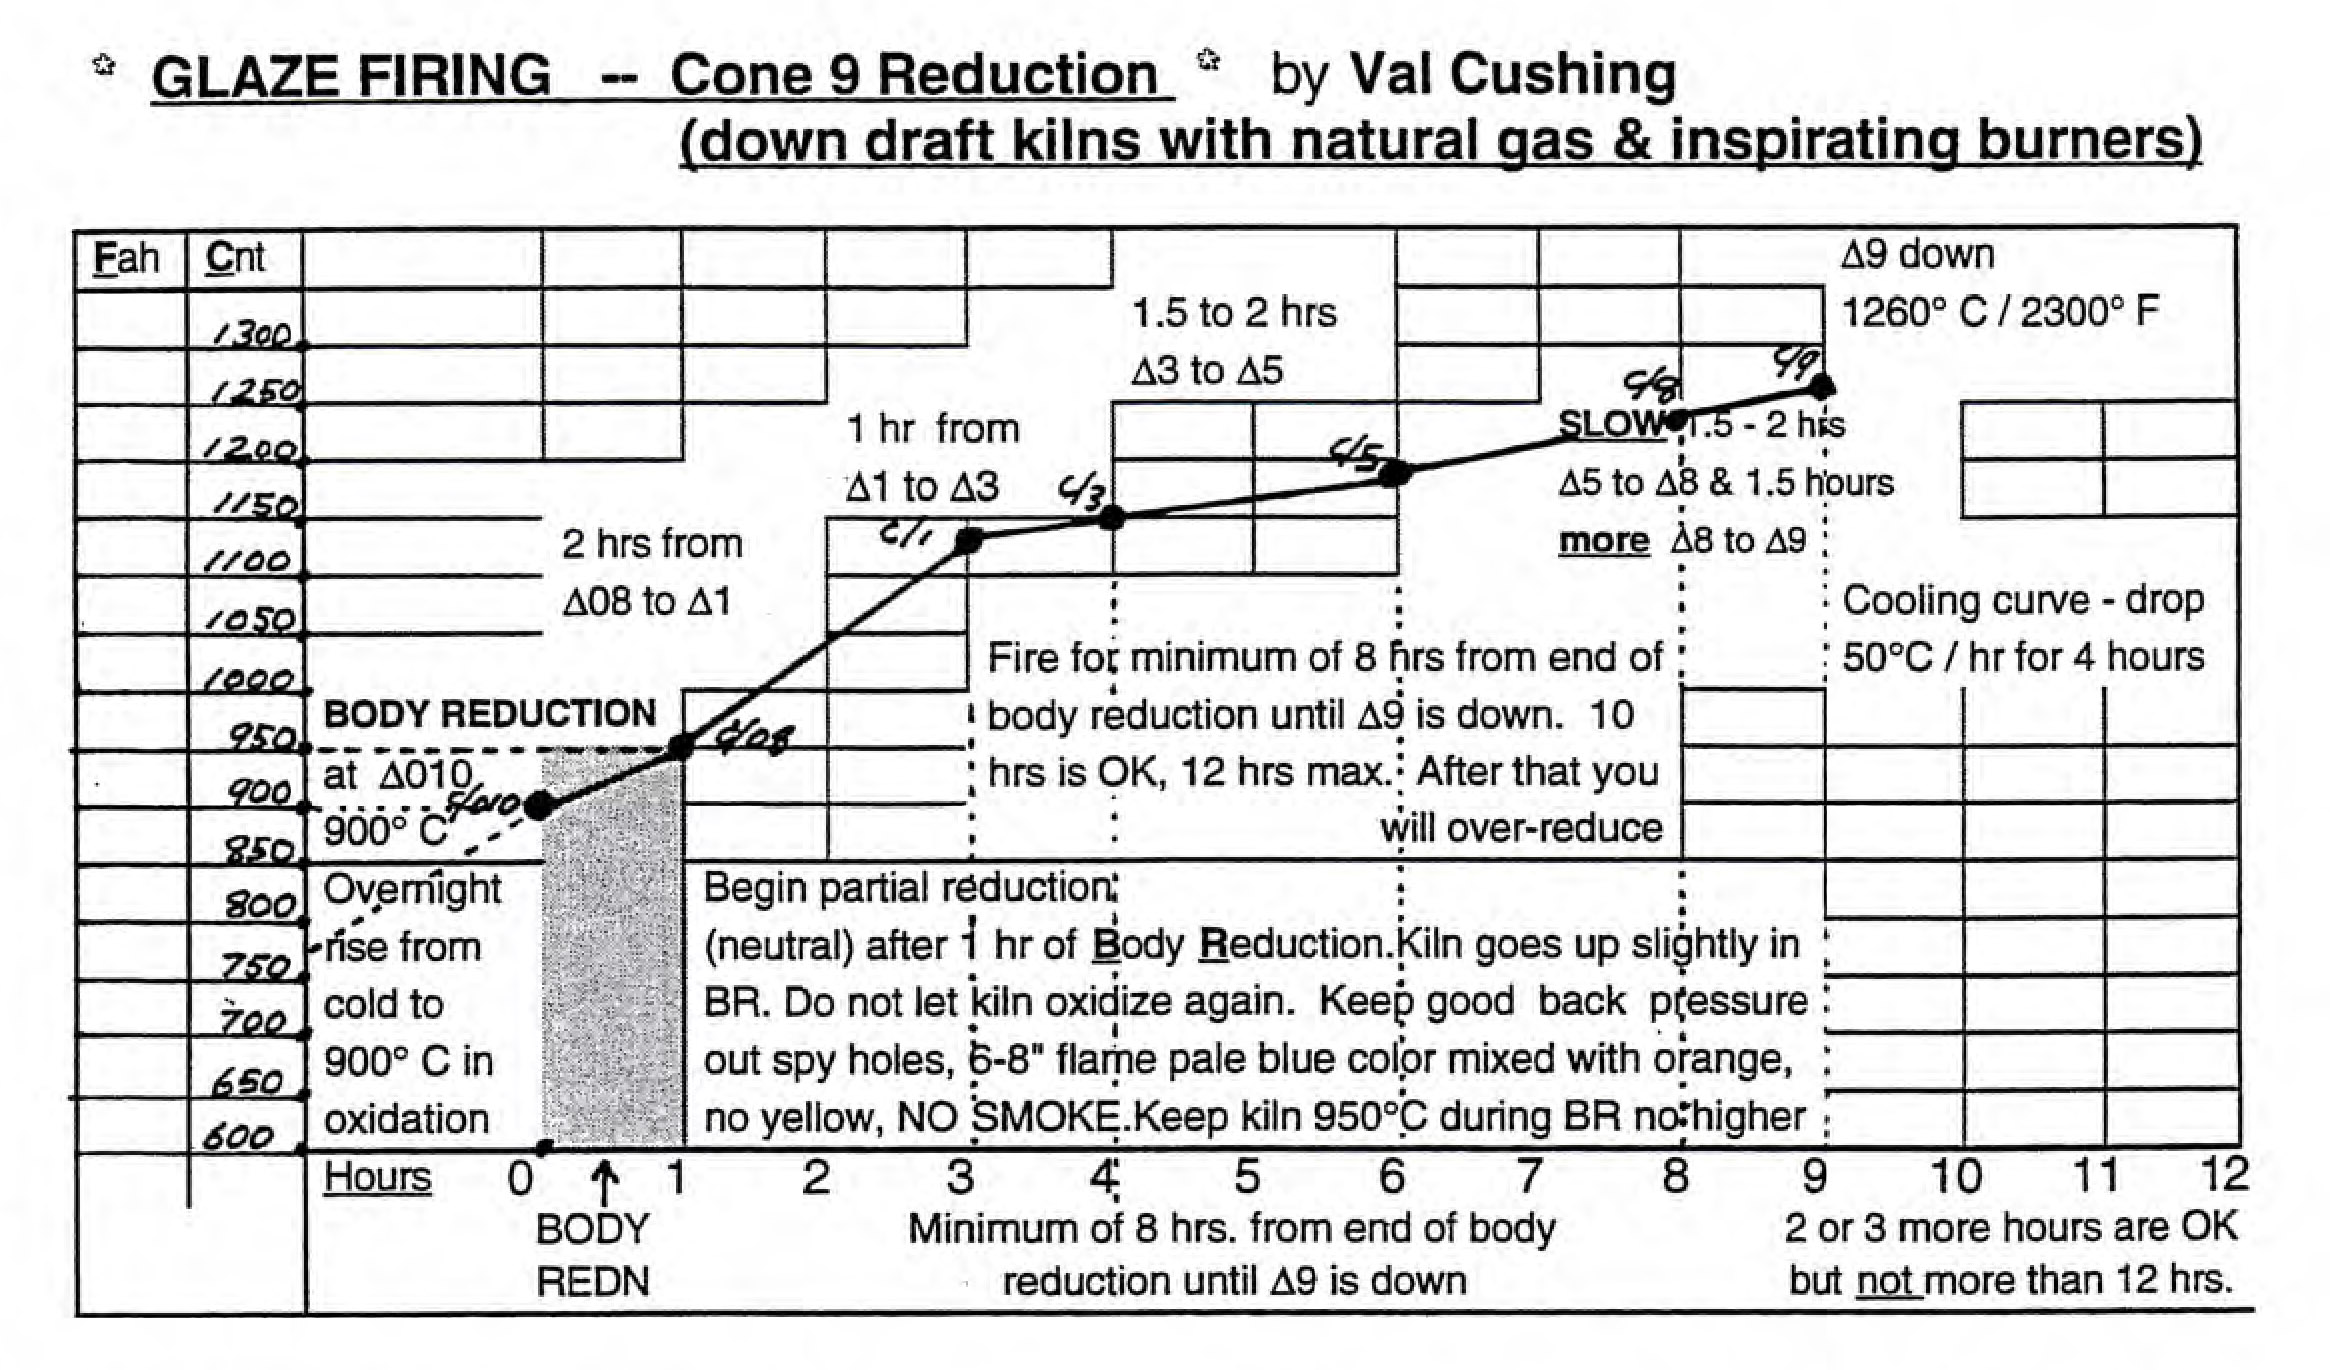 ☆ GLAZE FIRING -- Cone 9 Reduction ☆ by Val Cushing
(down draft kilns with natural gas & inspirating burners)
Fah Cnt
1300
1250
1200
1150
1100
1050
1000
950
900
850
800
750
700
650
600
BODY REDUCTION
at Δ010
900° C
Overnight
rise from
cold to
900° C in
oxidation
c/010
c/08
2 hrs from
Δ08 to Δ1
c/1
1 hr from
Δ1 to Δ3
c/3
1.5 to 2 hrs
Δ3 to Δ5
c/5
c/8
SLOW 1.5 - 2 hrs
Δ5 to Δ8 & 1.5 hours
more Δ8 to Δ9
c/9
Δ9 down
1260° C / 2300° F
Cooling curve - drop
50°C / hr for 4 hours
Fire for minimum of 8 hrs from end of
body reduction until Δ9 is down. 10
hrs is OK, 12 hrs max. After that you
will over-reduce
Begin partial reduction
(neutral) after 1 hr of Body Reduction.Kiln goes up slightly in
BR. Do not let kiln oxidize again. Keep good back pressure
out spy holes, 6-8" flame pale blue color mixed with orange,
no yellow, NO SMOKE.Keep kiln 950°C during BR no higher
Hours 0 1 2 3 4 5 6 7 8 9 10 11 12
BODY
REDN
Minimum of 8 hrs. from end of body
reduction until Δ9 is down
2 or 3 more hours are OK
but not more than 12 hrs.